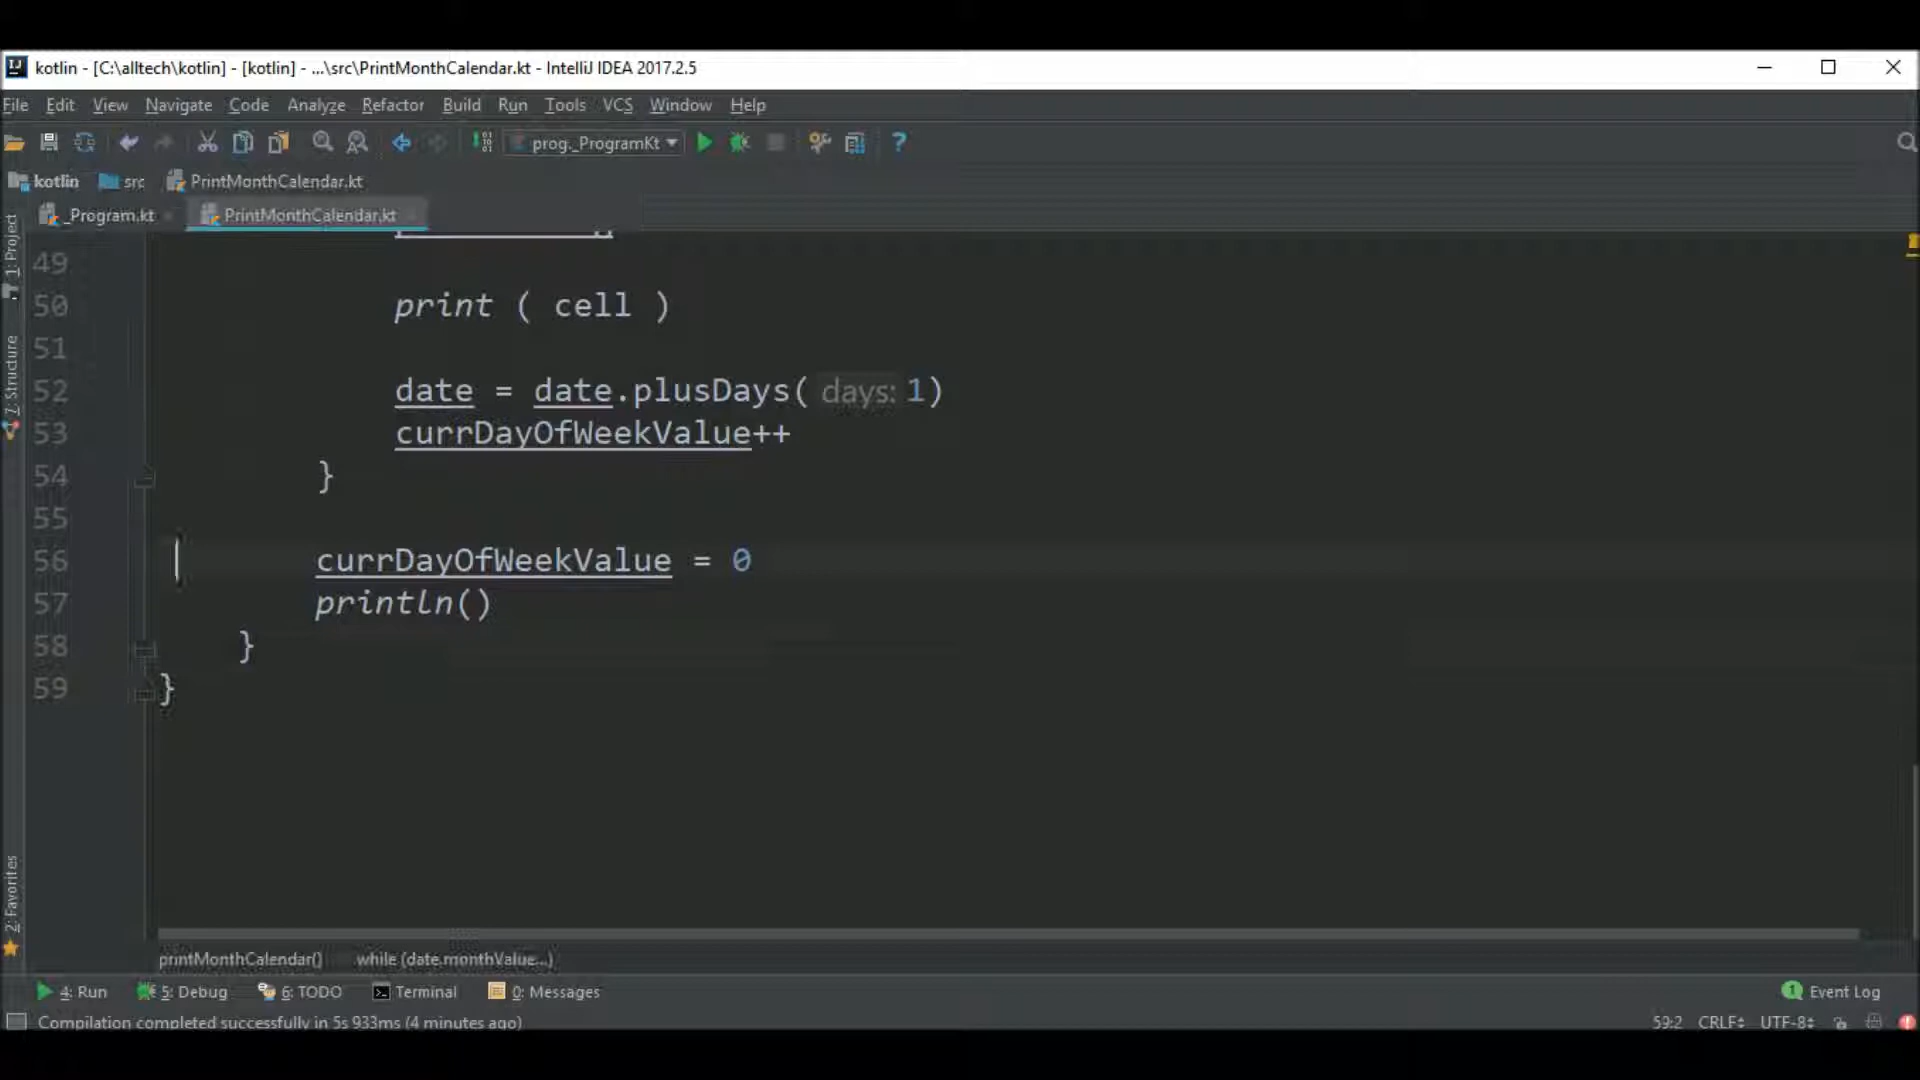 kotlin - [C:\alltech\kotlin] - [kotlin] - ...\src\PrintMonthCalendar.kt - IntelliJ IDEA 2017.2.5
File Edit View Navigate Code Analyze Refactor Build Run Tools VCS Window Help
prog._ProgramKt
kotlin src PrintMonthCalendar.kt
_Program.kt PrintMonthCalendar.kt
1: Project
7: Structure
2: Favorites
49
50 print ( cell )
51
52 date = date.plusDays( days: 1)
53 currDayOfWeekValue++
54 }
55
56 currDayOfWeekValue = 0
57 println()
58 }
59 }
printMonthCalendar() while (date.monthValue...)
4: Run 5: Debug 6: TODO Terminal 0: Messages 1 Event Log
Compilation completed successfully in 5s 933ms (4 minutes ago) 59:2 CRLF UTF-8